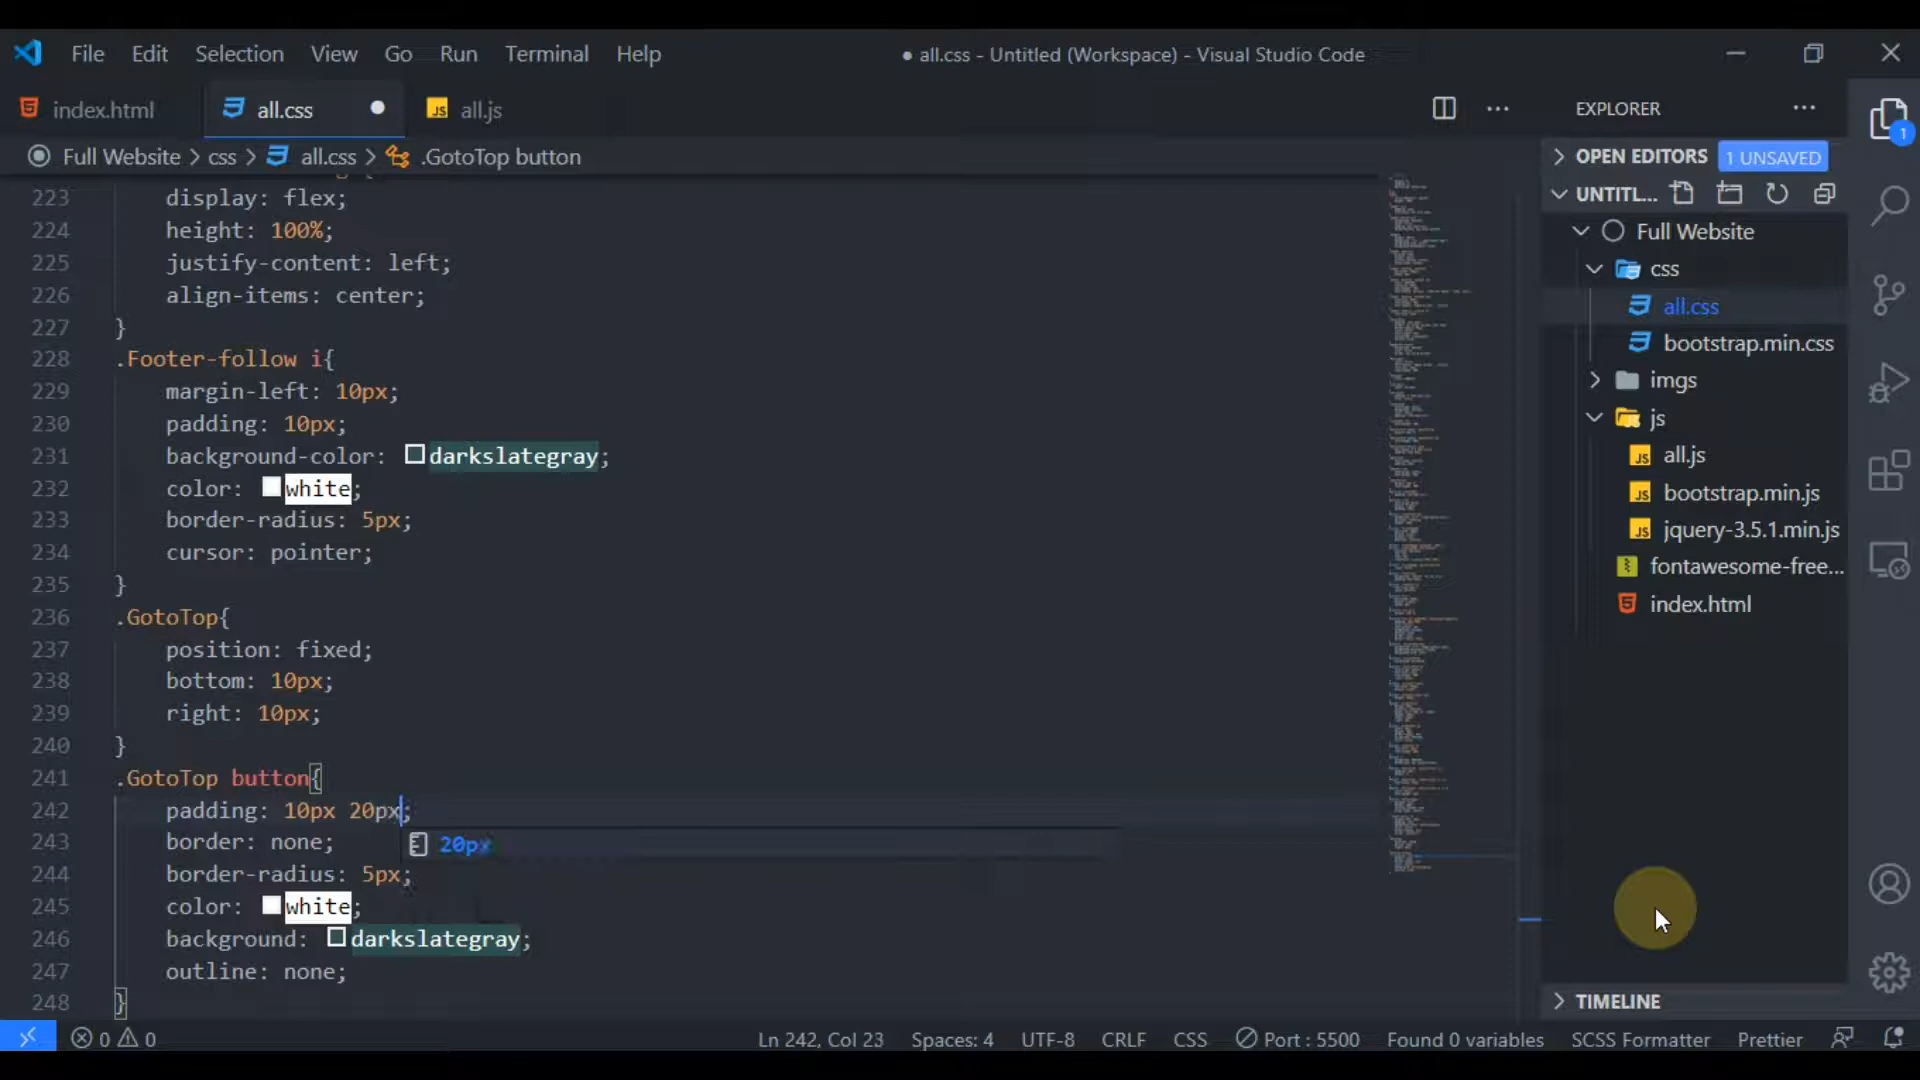 File Edit Selection View Go Run Terminal Help
● all.css - Untitled (Workspace) - Visual Studio Code
index.html
all.css ●
JS all.js
EXPLORER ...
1
Full Website > css > all.css > .GotoTop button
OPEN EDITORS 1 UNSAVED
UNTITL...
Full Website
css
all.css
bootstrap.min.css
imgs
js
JS all.js
JS bootstrap.min.js
JS jquery-3.5.1.min.js
fontawesome-free...
index.html
223 display: flex;
224 height: 100%;
225 justify-content: left;
226 align-items: center;
227 }
228 .Footer-follow i{
229 margin-left: 10px;
230 padding: 10px;
231 background-color: darkslategray;
232 color: white;
233 border-radius: 5px;
234 cursor: pointer;
235 }
236 .GotoTop{
237 position: fixed;
238 bottom: 10px;
239 right: 10px;
240 }
241 .GotoTop button{
242 padding: 10px 20px;
243 border: none;
20px
244 border-radius: 5px;
245 color: white;
246 background: darkslategray;
247 outline: none;
248 }
TIMELINE
0 0 Ln 242, Col 23 Spaces: 4 UTF-8 CRLF CSS Port : 5500 Found 0 variables SCSS Formatter Prettier